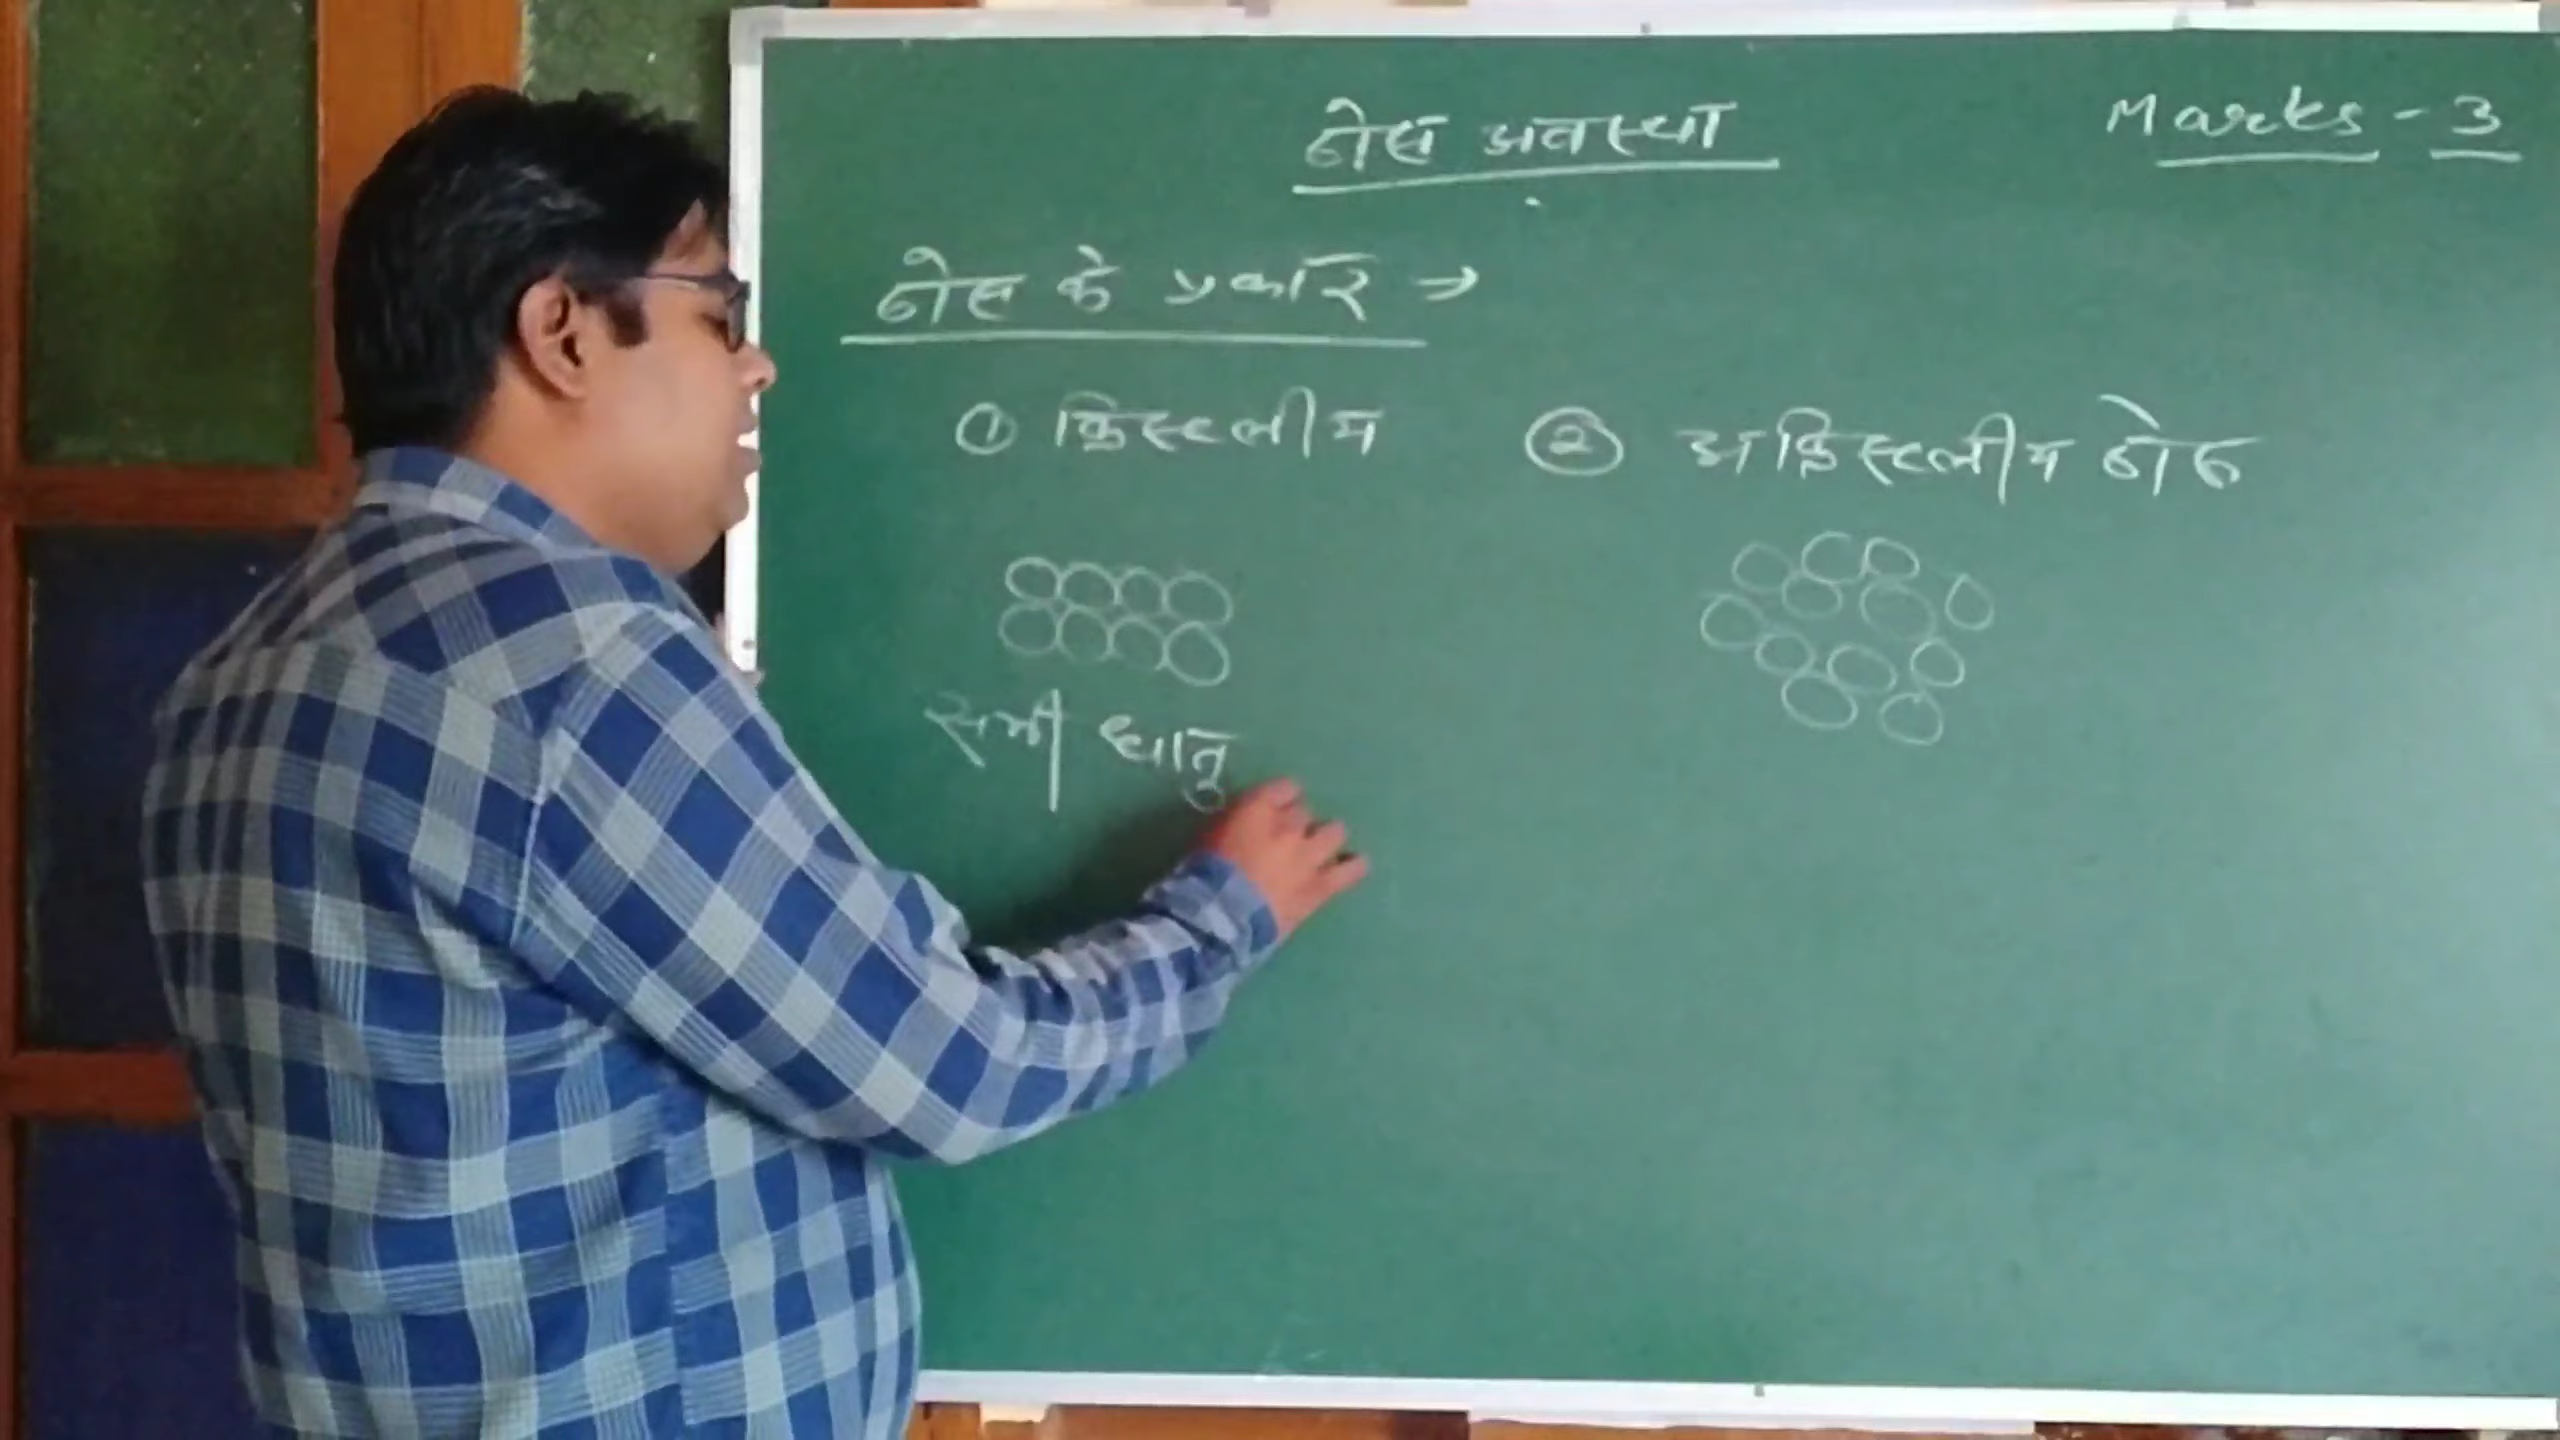 ठोस अवस्था
Marks - 3
ठोस के प्रकार →
① क्रिस्टलीय
② अक्रिस्टलीय ठोस
सभी धातु